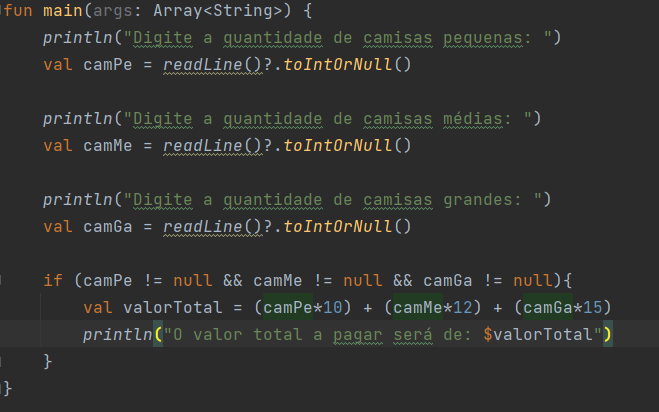 fun main(args: Array<String>) {
    println("Digite a quantidade de camisas pequenas: ")
    val camPe = readLine()?.toIntOrNull()

    println("Digite a quantidade de camisas médias: ")
    val camMe = readLine()?.toIntOrNull()

    println("Digite a quantidade de camisas grandes: ")
    val camGa = readLine()?.toIntOrNull()

    if (camPe != null && camMe != null && camGa != null){
        val valorTotal = (camPe*10) + (camMe*12) + (camGa*15)
        println("O valor total a pagar será de: $valorTotal")
    }
}